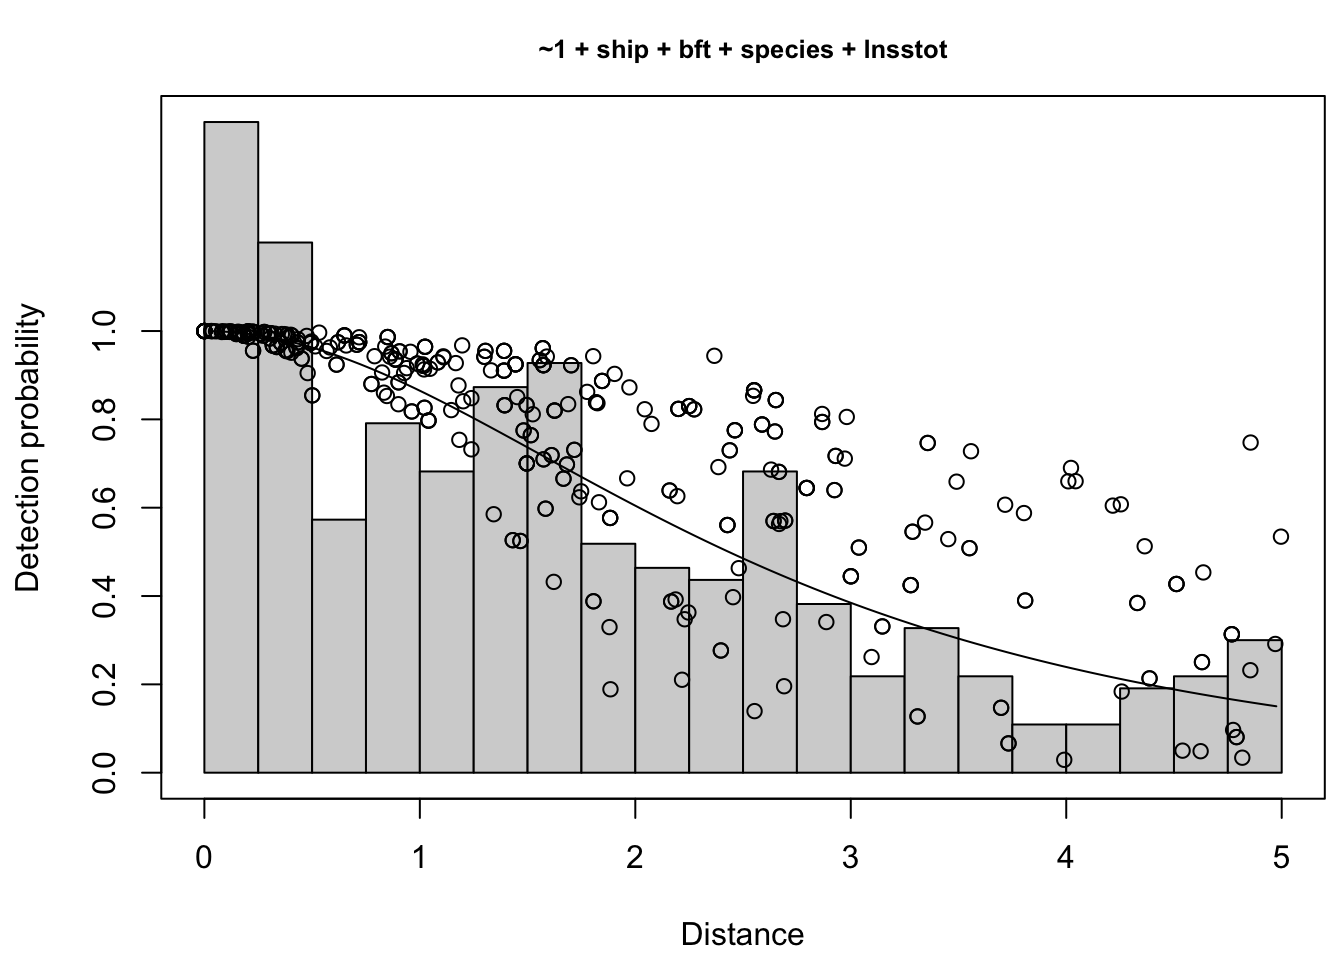 ~1 + ship + bft + species + lnsstot
Detection probability
1.0
0.8
0.6
0.4
0.2
0.0
0 1 2 3 4 5
Distance